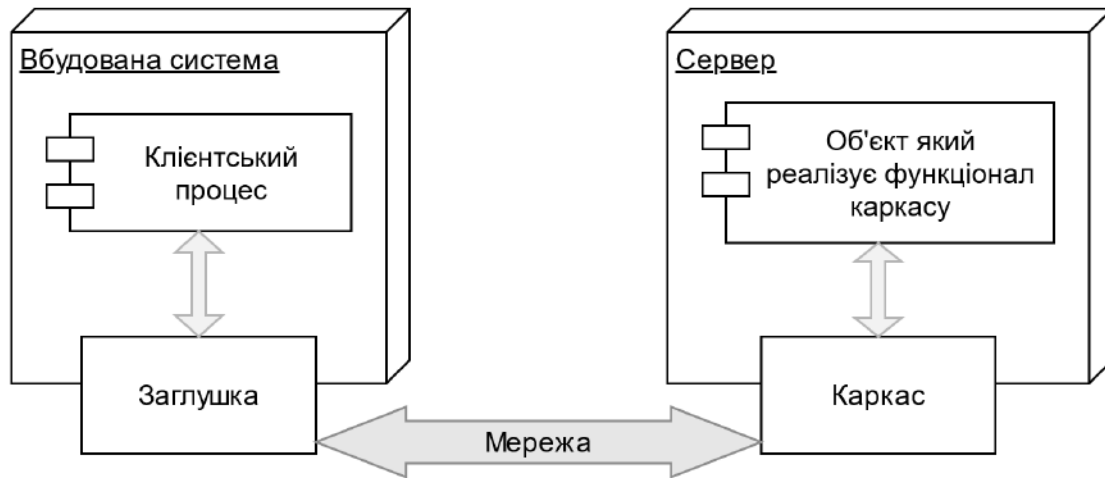 Вбудована система
Клієнтський
процес
Заглушка
Мережа
Сервер
Об'єкт який
реалізує функціонал
каркасу
Каркас